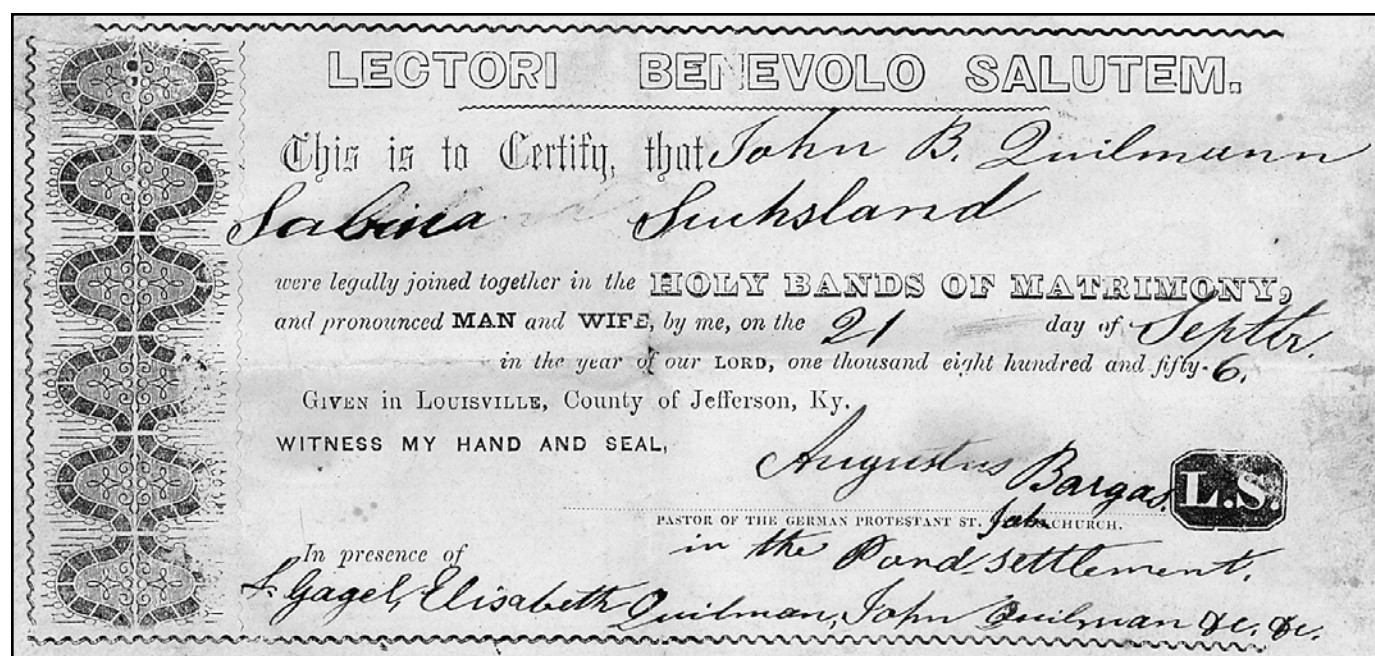 LECTORI BENEVOLO SALUTEM.
This is to Certify, that John B. Quilmann
Sabina Suchsland
were legally joined together in the HOLY BANDS OF MATRIMONY,
and pronounced MAN and WIFE, by me, on the 21 day of Septbr.
in the year of our LORD, one thousand eight hundred and fifty-6.
GIVEN in LOUISVILLE, County of Jefferson, Ky.
WITNESS MY HAND AND SEAL,
Augustus Bargas.
L.S.
PASTOR OF THE GERMAN PROTESTANT ST. CHURCH.
in the Pond-settlement.
In presence of
Gagel, Elisabeth Quilman, John Quilman &c. &c.